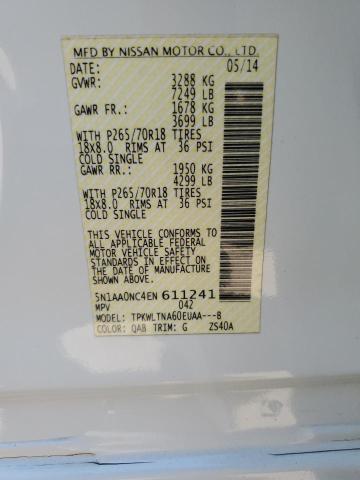 MFD BY NISSAN MOTOR CO., LTD.
DATE: 05/14
GVWR: 3288 KG
7249 LB
GAWR FR.: 1678 KG
3699 LB
WITH P265/70R18 TIRES
18X8.0 RIMS AT 36 PSI
COLD SINGLE
GAWR RR.: 1950 KG
4299 LB
WITH P265/70R18 TIRES
18X8.0 RIMS AT 36 PSI
COLD SINGLE
THIS VEHICLE CONFORMS TO
ALL APPLICABLE FEDERAL
MOTOR VEHICLE SAFETY
STANDARDS IN EFFECT ON
THE DATE OF MANUFACTURE
SHOWN ABOVE.
5N1AA0NC4EN 611241
MPV 042
MODEL: TPKWLTNA60EUAA---B
COLOR: QAB TRIM: G ZS40A